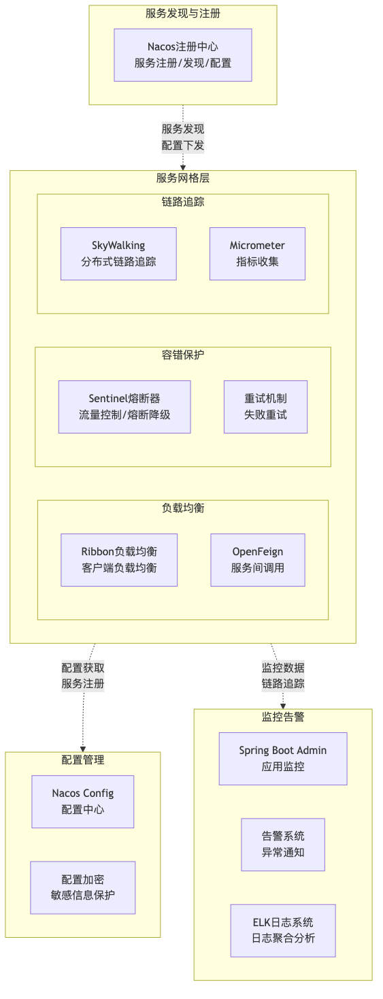 服务发现与注册
Nacos注册中心
服务注册/发现/配置
服务发现
配置下发
服务网格层
链路追踪
SkyWalking
分布式链路追踪
Micrometer
指标收集
容错保护
Sentinel熔断器
流量控制/熔断降级
重试机制
失败重试
负载均衡
Ribbon负载均衡
客户端负载均衡
OpenFeign
服务间调用
配置获取
服务注册
监控数据
链路追踪
配置管理
Nacos Config
配置中心
配置加密
敏感信息保护
监控告警
Spring Boot Admin
应用监控
告警系统
异常通知
ELK日志系统
日志聚合分析